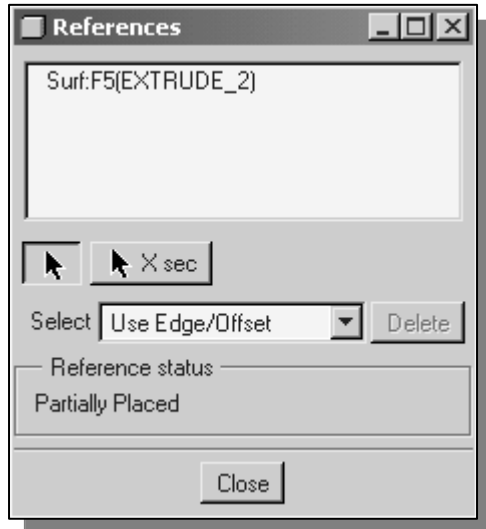 References
Surf:F5(EXTRUDE_2)
X sec
Select Use Edge/Offset Delete
Reference status
Partially Placed
Close